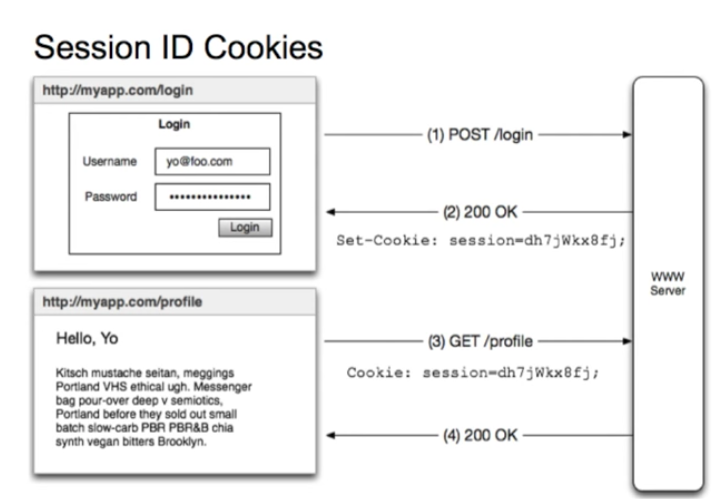 Session ID Cookies
http://myapp.com/login
Login
Username
yo@foo.com
Password
•••••••••••••••
Login
(1) POST /login
(2) 200 OK
Set-Cookie: session=dh7jWkx8fj;
WWW
Server
http://myapp.com/profile
Hello, Yo
Kitsch mustache seitan, meggings
Portland VHS ethical ugh. Messenger
bag pour-over deep v semiotics,
Portland before they sold out small
batch slow-carb PBR PBR&B chia
synth vegan bitters Brooklyn.
(3) GET /profile
Cookie: session=dh7jWkx8fj;
(4) 200 OK